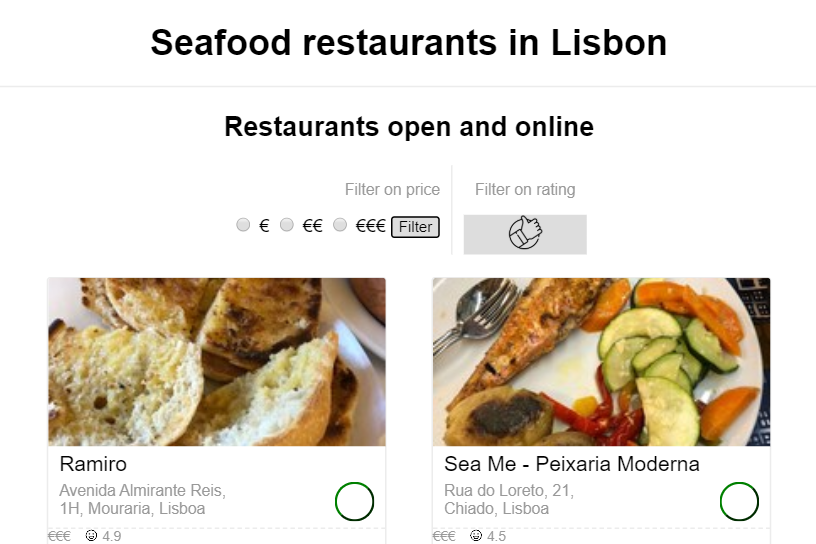 Seafood restaurants in Lisbon
Restaurants open and online
Filter on price
€ €€ €€€ Filter
Filter on rating
Ramiro
Avenida Almirante Reis,
1H, Mouraria, Lisboa
€€€ 4.9
Sea Me - Peixaria Moderna
Rua do Loreto, 21,
Chiado, Lisboa
€€€ 4.5